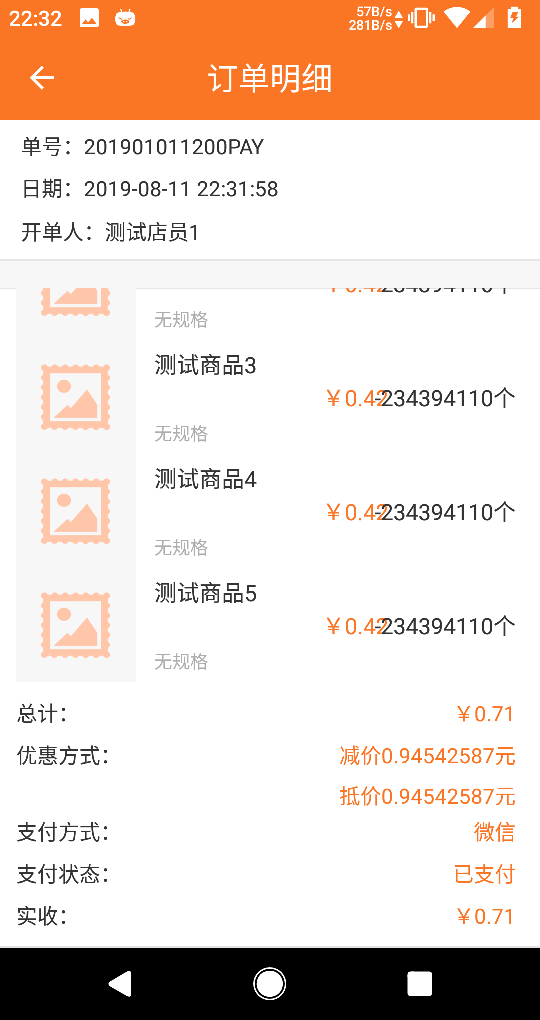 22:32
57B/s
281B/s
订单明细
单号：201901011200PAY
日期：2019-08-11 22:31:58
开单人：测试店员1
无规格
测试商品3
￥0.42
-234394110个
无规格
测试商品4
￥0.42
-234394110个
无规格
测试商品5
￥0.42
-234394110个
无规格
总计：
￥0.71
优惠方式：
减价0.94542587元
抵价0.94542587元
支付方式：
微信
支付状态：
已支付
实收：
￥0.71